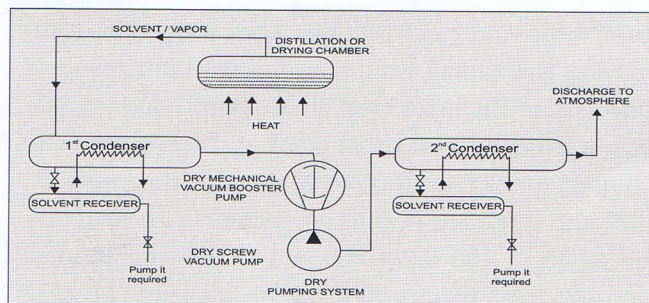 SOLVENT / VAPOR
DISTILLATION OR
DRYING CHAMBER
HEAT
DISCHARGE TO
ATMOSPHERE
1st Condenser
2nd Condenser
DRY MECHANICAL
VACUUM BOOSTER
PUMP
SOLVENT RECEIVER
SOLVENT RECEIVER
DRY SCREW
VACUUM PUMP
DRY
PUMPING SYSTEM
Pump it
required
Pump it
required